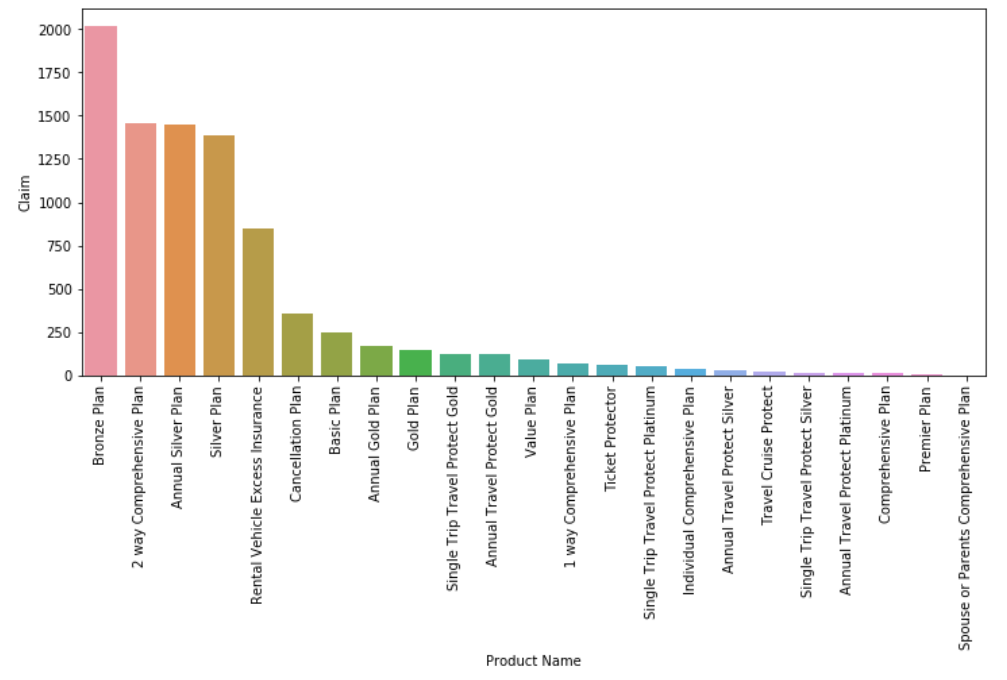 2000
1750
1500
1250
1000
750
500
250
0
Claim
Bronze Plan
2 way Comprehensive Plan
Annual Silver Plan
Silver Plan
Rental Vehicle Excess Insurance
Cancellation Plan
Basic Plan
Annual Gold Plan
Gold Plan
Single Trip Travel Protect Gold
Annual Travel Protect Gold
Value Plan
1 way Comprehensive Plan
Ticket Protector
Single Trip Travel Protect Platinum
Individual Comprehensive Plan
Annual Travel Protect Silver
Travel Cruise Protect
Single Trip Travel Protect Silver
Annual Travel Protect Platinum
Comprehensive Plan
Premier Plan
Spouse or Parents Comprehensive Plan
Product Name